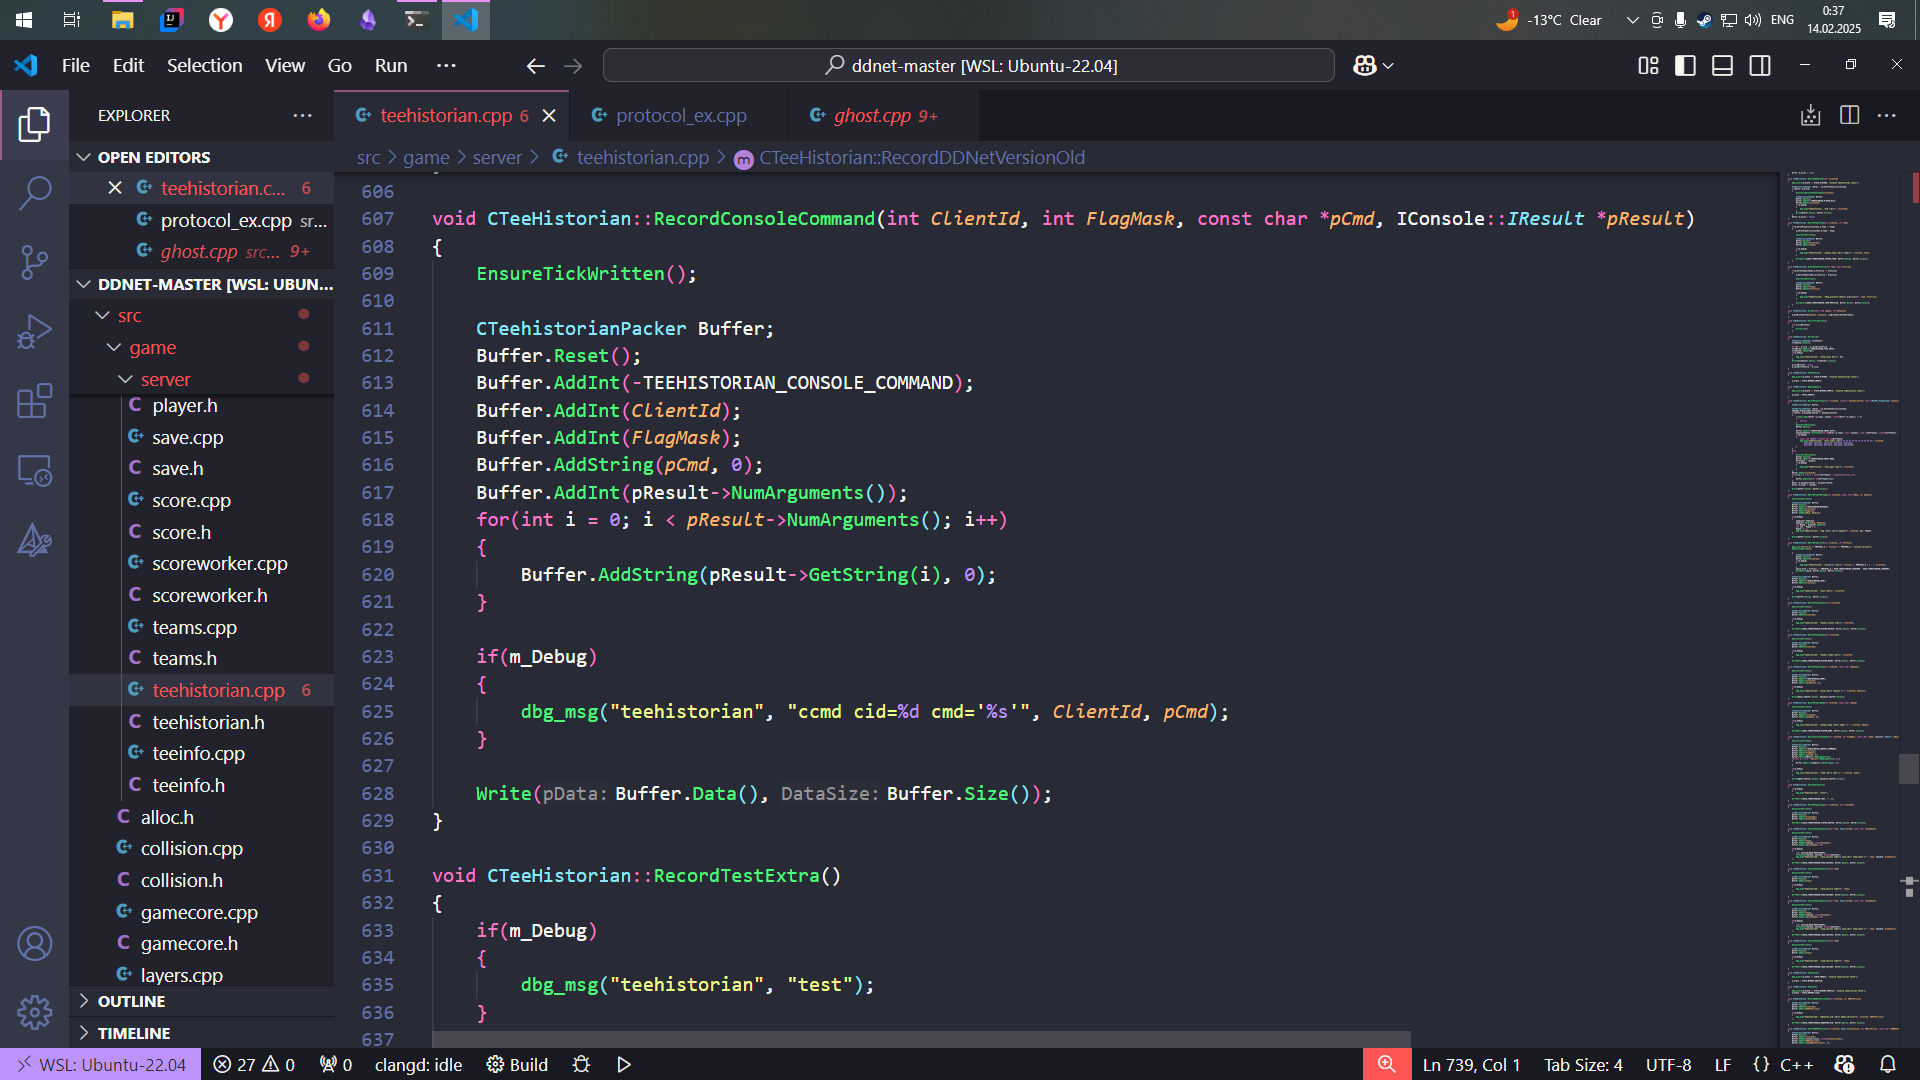 -13°C Clear
ENG
0:37
14.02.2025
File Edit Selection View Go Run ···
ddnet-master [WSL: Ubuntu-22.04]
EXPLORER
teehistorian.cpp 6
protocol_ex.cpp
ghost.cpp 9+
OPEN EDITORS
teehistorian.c... 6
protocol_ex.cpp sr...
ghost.cpp src... 9+
DDNET-MASTER [WSL: UBUN...
src
game
server
player.h
save.cpp
save.h
score.cpp
score.h
scoreworker.cpp
scoreworker.h
teams.cpp
teams.h
teehistorian.cpp 6
teehistorian.h
teeinfo.cpp
teeinfo.h
alloc.h
collision.cpp
collision.h
gamecore.cpp
gamecore.h
layers.cpp
OUTLINE
TIMELINE
src > game > server > teehistorian.cpp > CTeeHistorian::RecordDDNetVersionOld
606
607 void CTeeHistorian::RecordConsoleCommand(int ClientId, int FlagMask, const char *pCmd, IConsole::IResult *pResult)
608 {
609 EnsureTickWritten();
610
611 CTeehistorianPacker Buffer;
612 Buffer.Reset();
613 Buffer.AddInt(-TEEHISTORIAN_CONSOLE_COMMAND);
614 Buffer.AddInt(ClientId);
615 Buffer.AddInt(FlagMask);
616 Buffer.AddString(pCmd, 0);
617 Buffer.AddInt(pResult->NumArguments());
618 for(int i = 0; i < pResult->NumArguments(); i++)
619 {
620 Buffer.AddString(pResult->GetString(i), 0);
621 }
622
623 if(m_Debug)
624 {
625 dbg_msg("teehistorian", "ccmd cid=%d cmd='%s'", ClientId, pCmd);
626 }
627
628 Write(pData: Buffer.Data(), DataSize: Buffer.Size());
629 }
630
631 void CTeeHistorian::RecordTestExtra()
632 {
633 if(m_Debug)
634 {
635 dbg_msg("teehistorian", "test");
636 }
637
WSL: Ubuntu-22.04 27 0 0 clangd: idle Build
Ln 739, Col 1 Tab Size: 4 UTF-8 LF {} C++